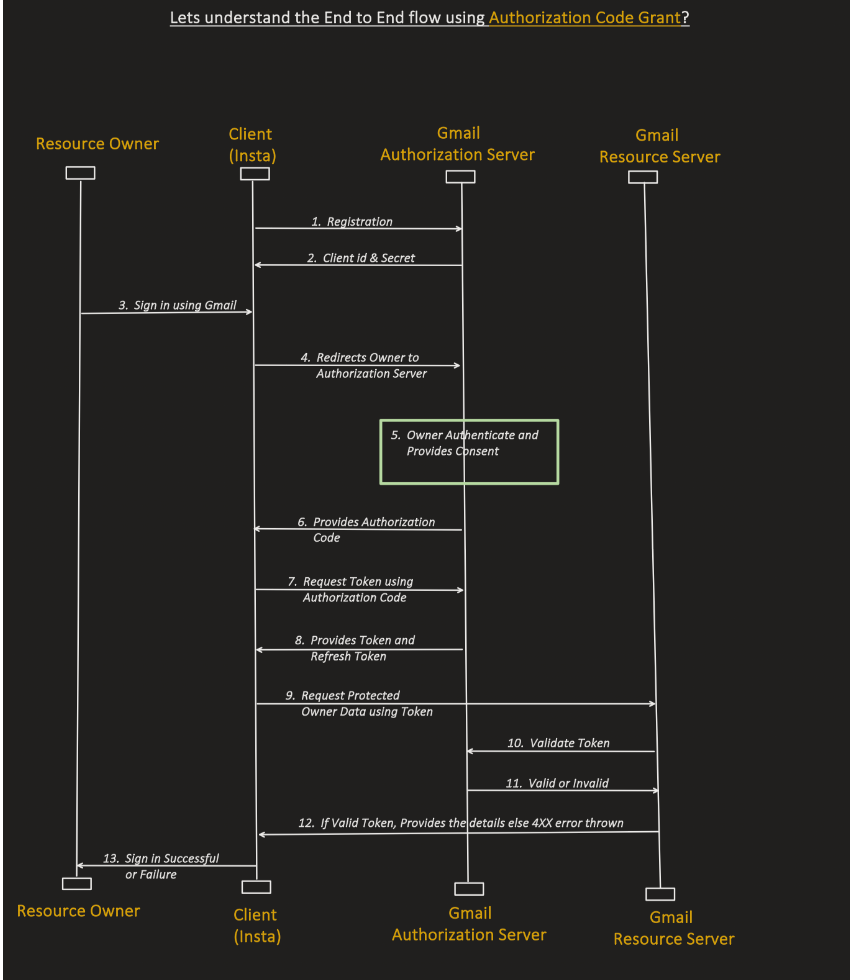 Lets understand the End to End flow using Authorization Code Grant?
Resource Owner
Client
(Insta)
Gmail
Authorization Server
Gmail
Resource Server
1. Registration
2. Client id & Secret
3. Sign in using Gmail
4. Redirects Owner to
Authorization Server
5. Owner Authenticate and
Provides Consent
6. Provides Authorization
Code
7. Request Token using
Authorization Code
8. Provides Token and
Refresh Token
9. Request Protected
Owner Data using Token
10. Validate Token
11. Valid or Invalid
12. If Valid Token, Provides the details else 4XX error thrown
13. Sign in Successful
or Failure
Resource Owner
Client
(Insta)
Gmail
Authorization Server
Gmail
Resource Server